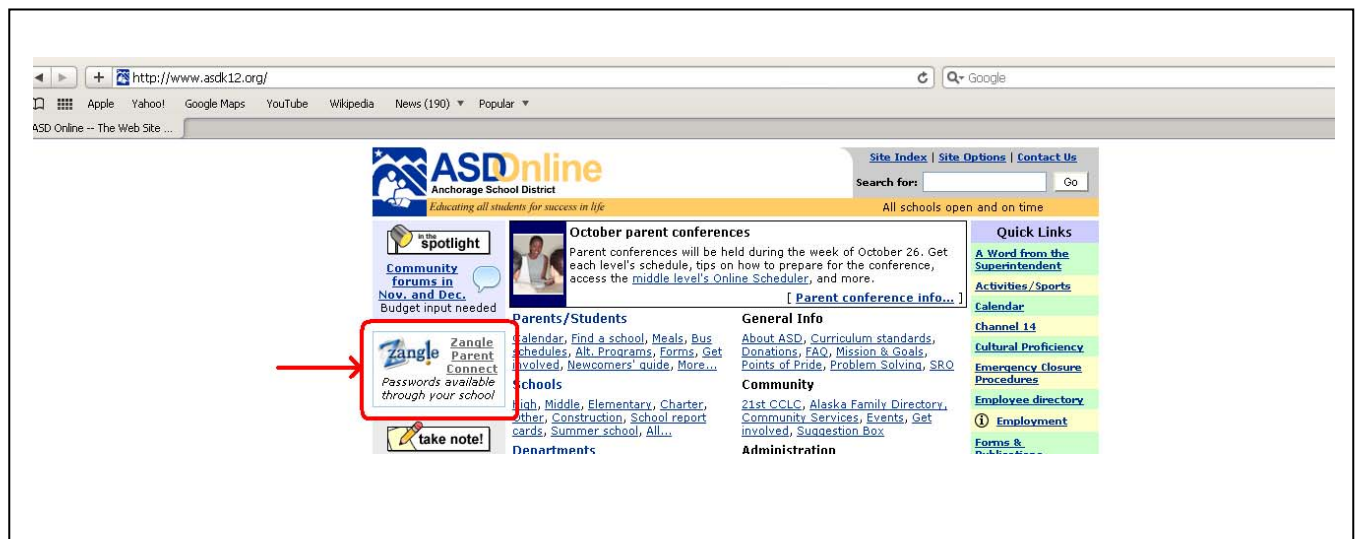 http://www.asdk12.org/
Google
Apple Yahoo! Google Maps YouTube Wikipedia News (190) ▼ Popular ▼
ASD Online -- The Web Site ...
ASDOnline
Anchorage School District
Educating all students for success in life
Site Index | Site Options | Contact Us
Search for: Go
All schools open and on time
in the
spotlight
Community
forums in
Nov. and Dec.
Budget input needed
Zangle
Zangle
Parent
Connect
Passwords available
through your school
take note!
October parent conferences
Parent conferences will be held during the week of October 26. Get
each level's schedule, tips on how to prepare for the conference,
access the middle level's Online Scheduler, and more.
[ Parent conference info... ]
Parents/Students
Calendar, Find a school, Meals, Bus
schedules, Alt. Programs, Forms, Get
involved, Newcomers' guide, More...
Schools
High, Middle, Elementary, Charter,
Other, Construction, School report
cards, Summer school, All...
Departments
General Info
About ASD, Curriculum standards,
Donations, FAQ, Mission & Goals,
Points of Pride, Problem Solving, SRO
Community
21st CCLC, Alaska Family Directory,
Community Services, Events, Get
involved, Suggestion Box
Administration
Quick Links
A Word from the
Superintendent
Activities/Sports
Calendar
Channel 14
Cultural Proficiency
Emergency Closure
Procedures
Employee directory
Employment
Forms &
Publications